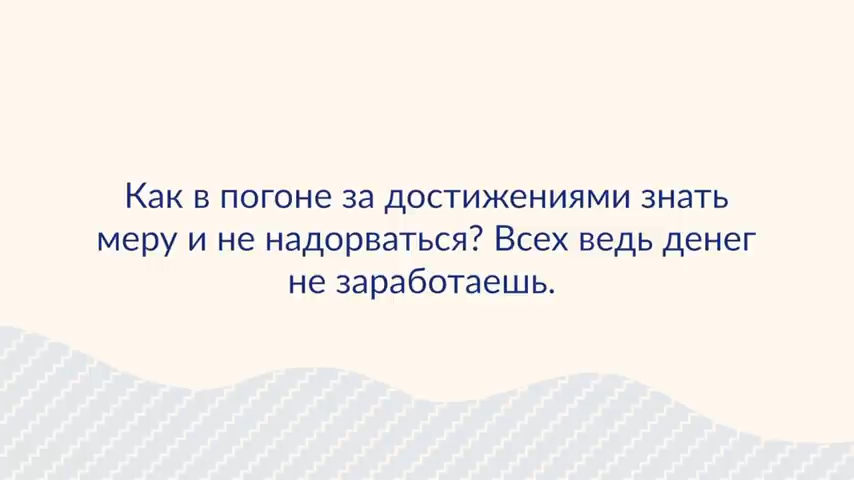 Как в погоне за достижениями знать
меру и не надорваться? Всех ведь денег
не заработаешь.